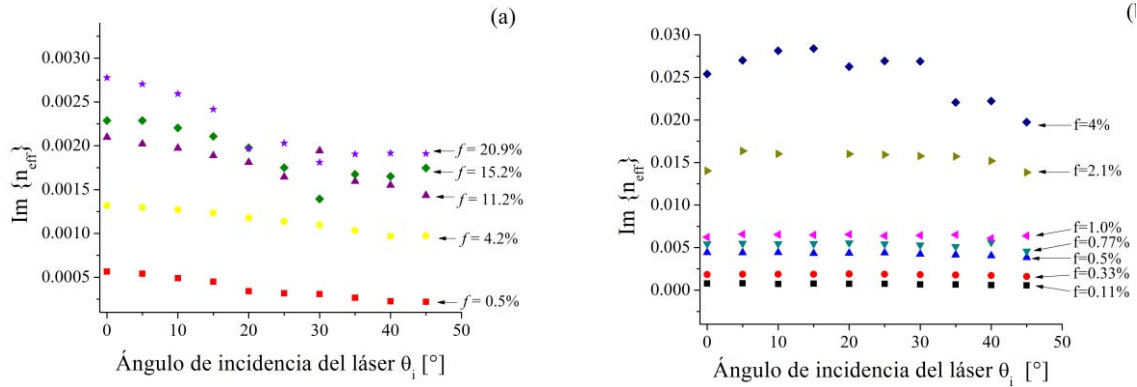 (a)
0.0030
0.0025
0.0020
0.0015
0.0010
0.0005
Im {n_eff}
f = 20.9%
f = 15.2%
f = 11.2%
f = 4.2%
f = 0.5%
0 10 20 30 40 50
Ángulo de incidencia del láser θ_i [°]
0.030
0.025
0.020
0.015
0.010
0.005
0.000
Im {n_eff}
f=4%
f=2.1%
f=1.0%
f=0.77%
f=0.5%
f=0.33%
f=0.11%
0 10 20 30 40 50
Ángulo de incidencia del láser θ_i [°]